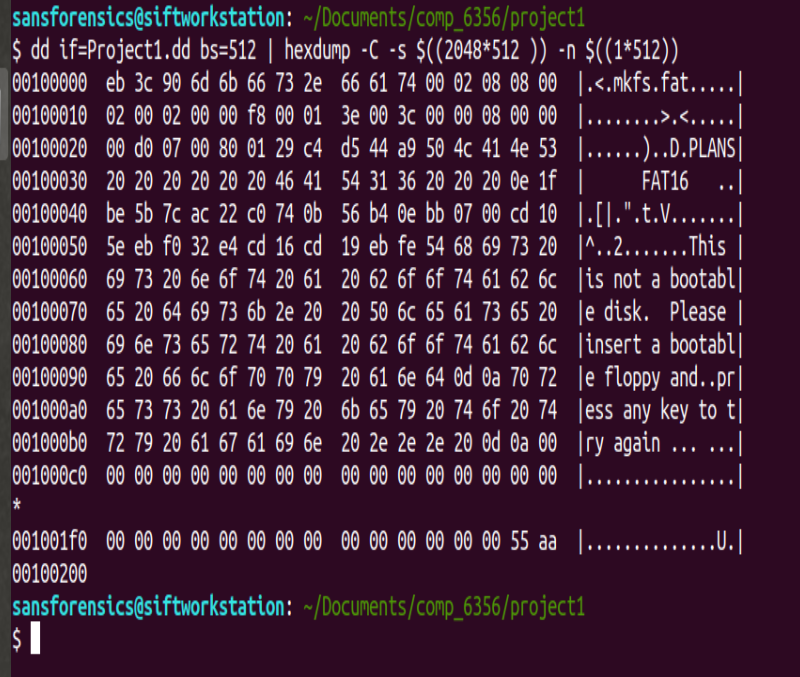 sansforensics@siftworkstation: ~/Documents/comp_6356/project1
$ dd if=Project1.dd bs=512 | hexdump -C -s $((2048*512 )) -n $((1*512))
00100000  eb 3c 90 6d 6b 66 73 2e  66 61 74 00 02 08 08 00  |.<.mkfs.fat.....|
00100010  02 00 02 00 00 f8 00 01  3e 00 3c 00 00 08 00 00  |........>.<.....|
00100020  00 d0 07 00 80 01 29 c4  d5 44 a9 50 4c 41 4e 53  |......)..D.PLANS|
00100030  20 20 20 20 20 20 46 41  54 31 36 20 20 20 0e 1f  |      FAT16   ..|
00100040  be 5b 7c ac 22 c0 74 0b  56 b4 0e bb 07 00 cd 10  |.[|.".t.V.......|
00100050  5e eb f0 32 e4 cd 16 cd  19 eb fe 54 68 69 73 20  |^..2.......This |
00100060  69 73 20 6e 6f 74 20 61  20 62 6f 6f 74 61 62 6c  |is not a bootabl|
00100070  65 20 64 69 73 6b 2e 20  20 50 6c 65 61 73 65 20  |e disk.  Please |
00100080  69 6e 73 65 72 74 20 61  20 62 6f 6f 74 61 62 6c  |insert a bootabl|
00100090  65 20 66 6c 6f 70 70 79  20 61 6e 64 0d 0a 70 72  |e floppy and..pr|
001000a0  65 73 73 20 61 6e 79 20  6b 65 79 20 74 6f 20 74  |ess any key to t|
001000b0  72 79 20 61 67 61 69 6e  20 2e 2e 2e 20 0d 0a 00  |ry again ... ...|
001000c0  00 00 00 00 00 00 00 00  00 00 00 00 00 00 00 00  |................|
*
001001f0  00 00 00 00 00 00 00 00  00 00 00 00 00 00 55 aa  |..............U.|
00100200
sansforensics@siftworkstation: ~/Documents/comp_6356/project1
$